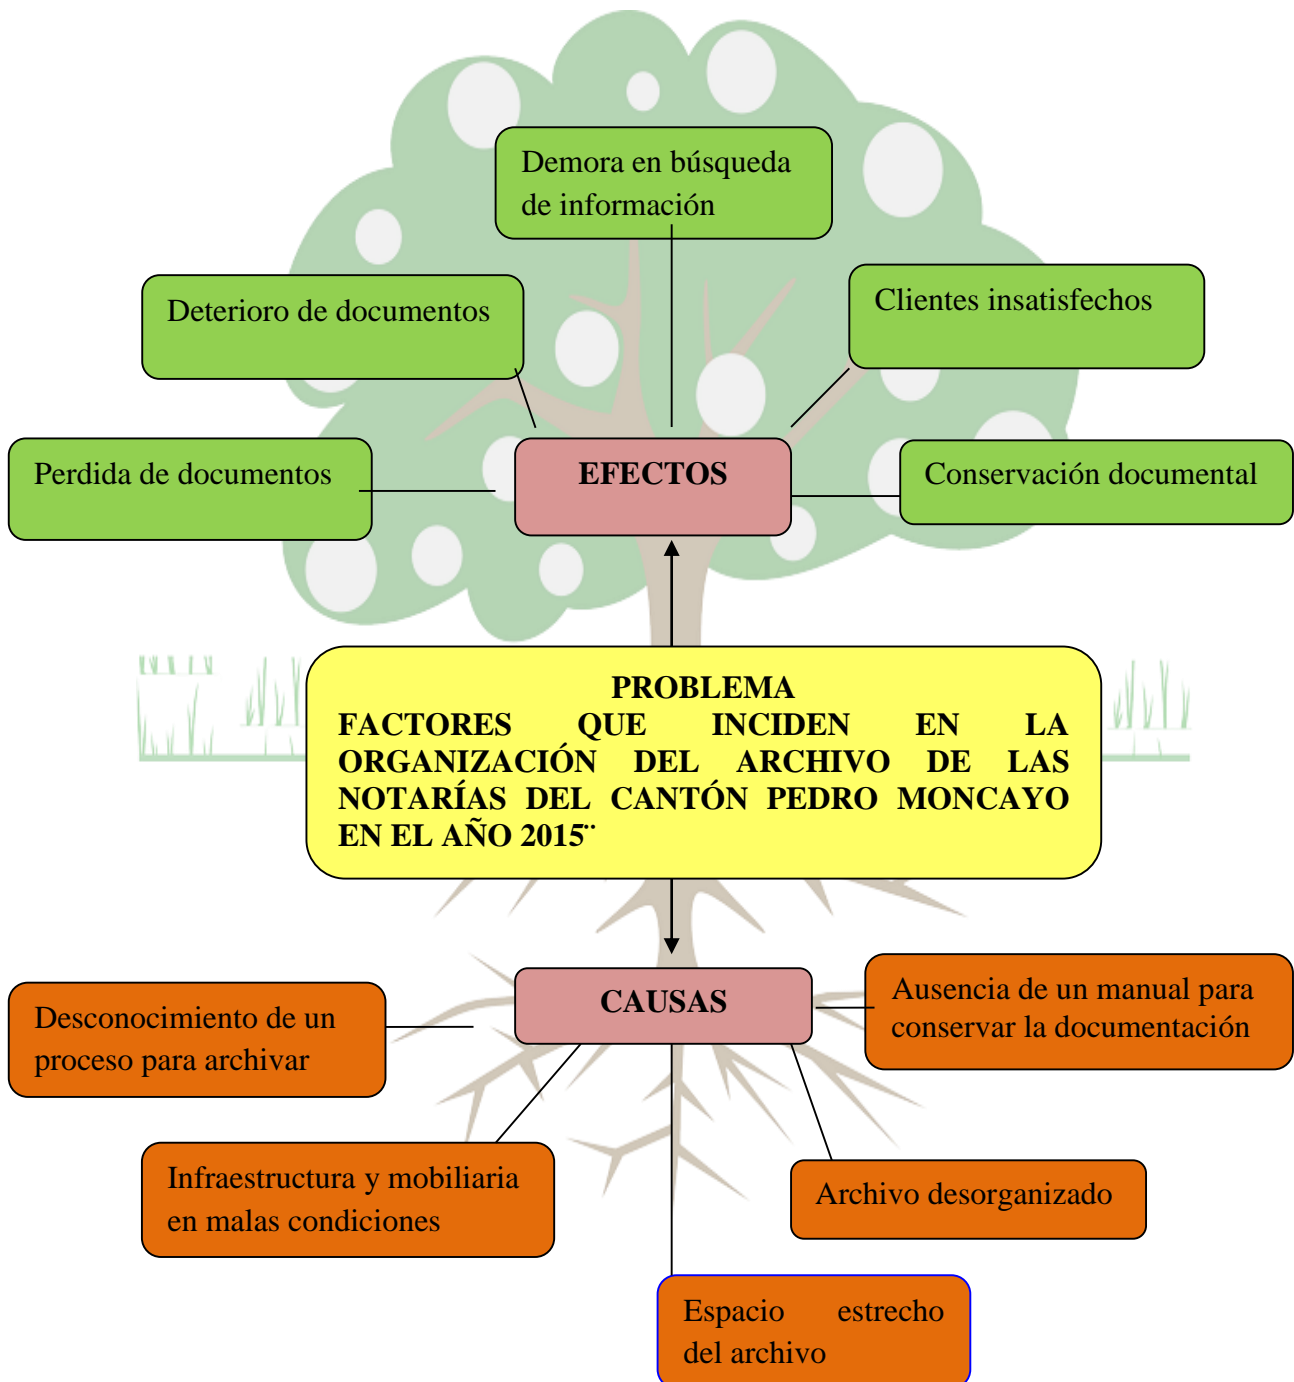 Demora en búsqueda
de información
Deterioro de documentos
Clientes insatisfechos
Perdida de documentos
EFECTOS
Conservación documental
PROBLEMA
FACTORES QUE INCIDEN EN LA
ORGANIZACIÓN DEL ARCHIVO DE LAS
NOTARÍAS DEL CANTÓN PEDRO MONCAYO
EN EL AÑO 2015¨
CAUSAS
Ausencia de un manual para
conservar la documentación
Desconocimiento de un
proceso para archivar
Infraestructura y mobiliaria
en malas condiciones
Archivo desorganizado
Espacio estrecho
del archivo